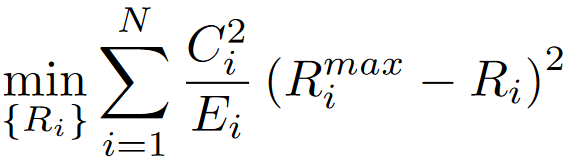 \min_{\{R_i\}} \sum_{i=1}^{N} \frac{C_i^2}{E_i} \left( R_i^{max} - R_i \right)^2